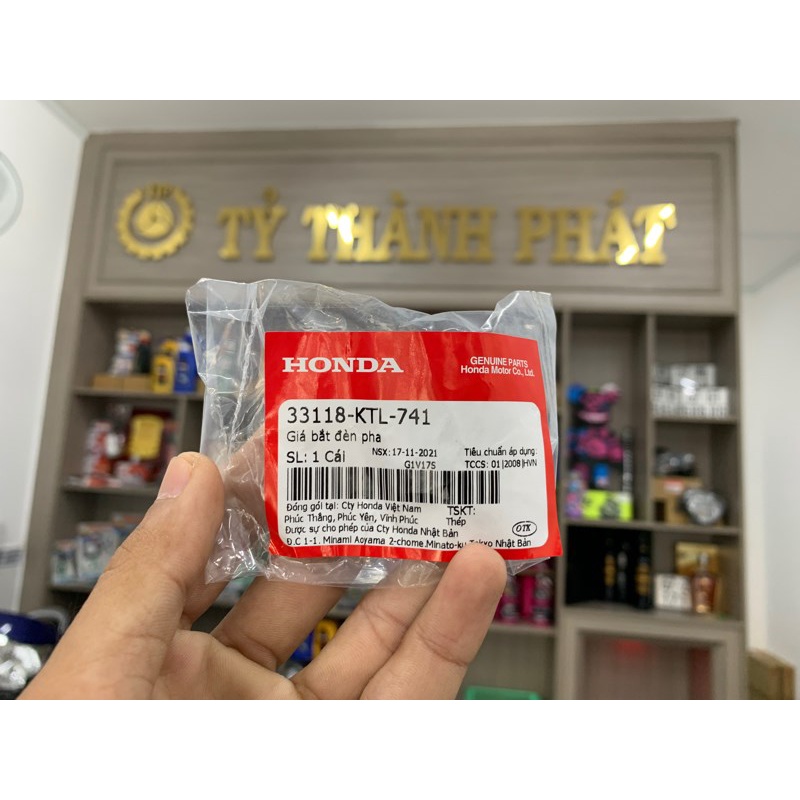 TỶ THÀNH PHÁT
HONDA
GENUINE PARTS
Honda Motor Co., Ltd.
33118-KTL-741
Giá bắt đèn pha
SL: 1 Cái
NSX: 17-11-2021
G1V17S
Tiêu chuẩn áp dụng:
TCCS: 01|2008|HVN
Đóng gói tại: Cty Honda Việt Nam
Phúc Thắng, Phúc Yên, Vĩnh Phúc
TSKT:
Thép
OTK
Được sự cho phép của Cty Honda Nhật Bản
Đ.C 1-1. Minami Aoyama 2-chome.Minato-ku Tokyo Nhật Bản